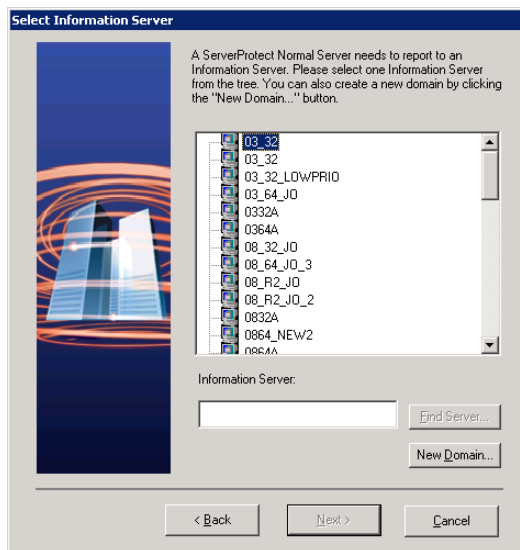 Select Information Server
A ServerProtect Normal Server needs to report to an
Information Server. Please select one Information Server
from the tree. You can also create a new domain by clicking
the "New Domain..." button.
03_32
03_32
03_32_LOWPRIO
03_64_JO
0332A
0364A
08_32_JO
08_64_JO_3
08_R2_JO
08_R2_JO_2
0832A
0864_NEW2
0864A
Information Server:
Find Server...
New Domain...
< Back
Next >
Cancel